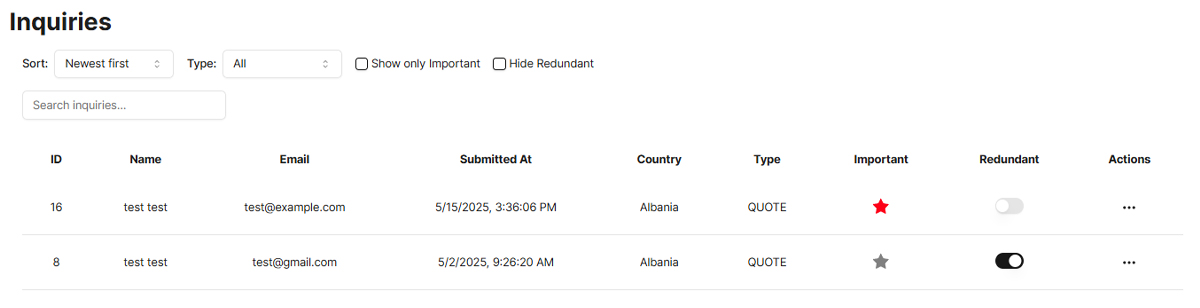 Inquiries
Sort: Newest first Type: All Show only Important Hide Redundant
Search inquiries...
ID Name Email Submitted At Country Type Important Redundant Actions
16 test test test@example.com 5/15/2025, 3:36:06 PM Albania QUOTE ...
8 test test test@gmail.com 5/2/2025, 9:26:20 AM Albania QUOTE ...